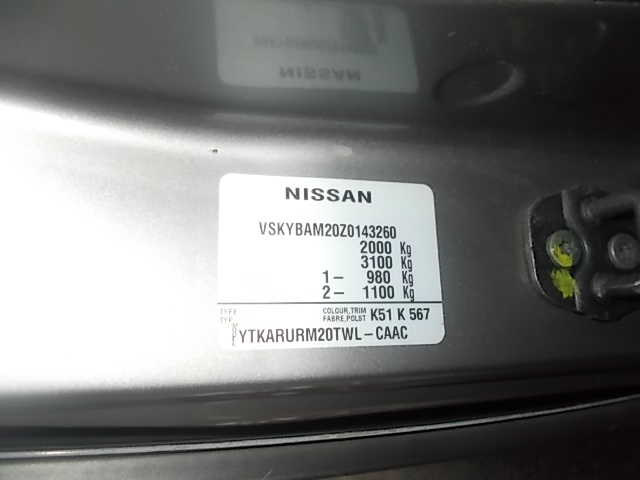 NISSAN
NISSAN
VSKYBAM20Z0143260
2000 Kg
3100 Kg
1- 980 Kg
2- 1100 Kg
TYPE COLOUR,TRIM K51 K 567
TYP. FABRE,POLST
YTKARURM20TWL-CAAC